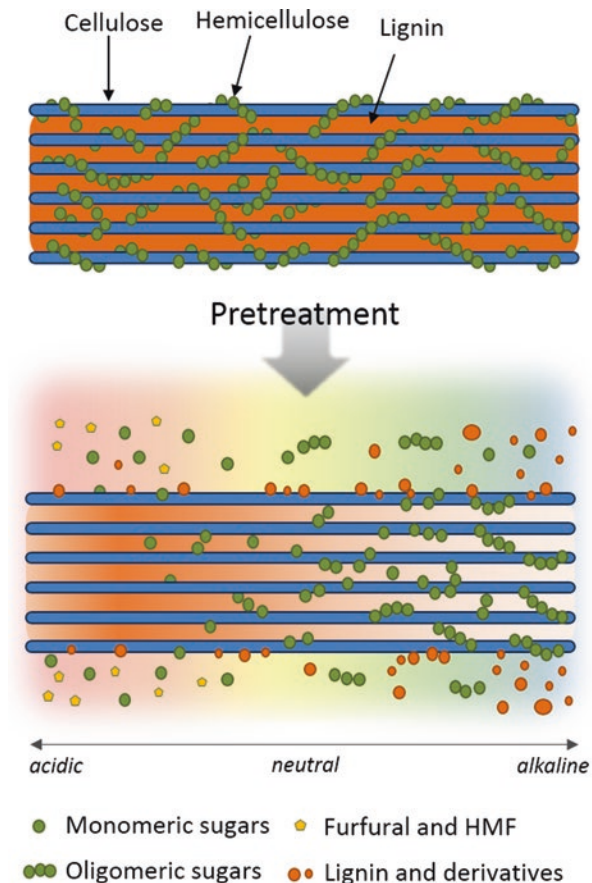 Cellulose
Hemicellulose
Lignin
Pretreatment
acidic neutral alkaline
Monomeric sugars Furfural and HMF
Oligomeric sugars Lignin and derivatives